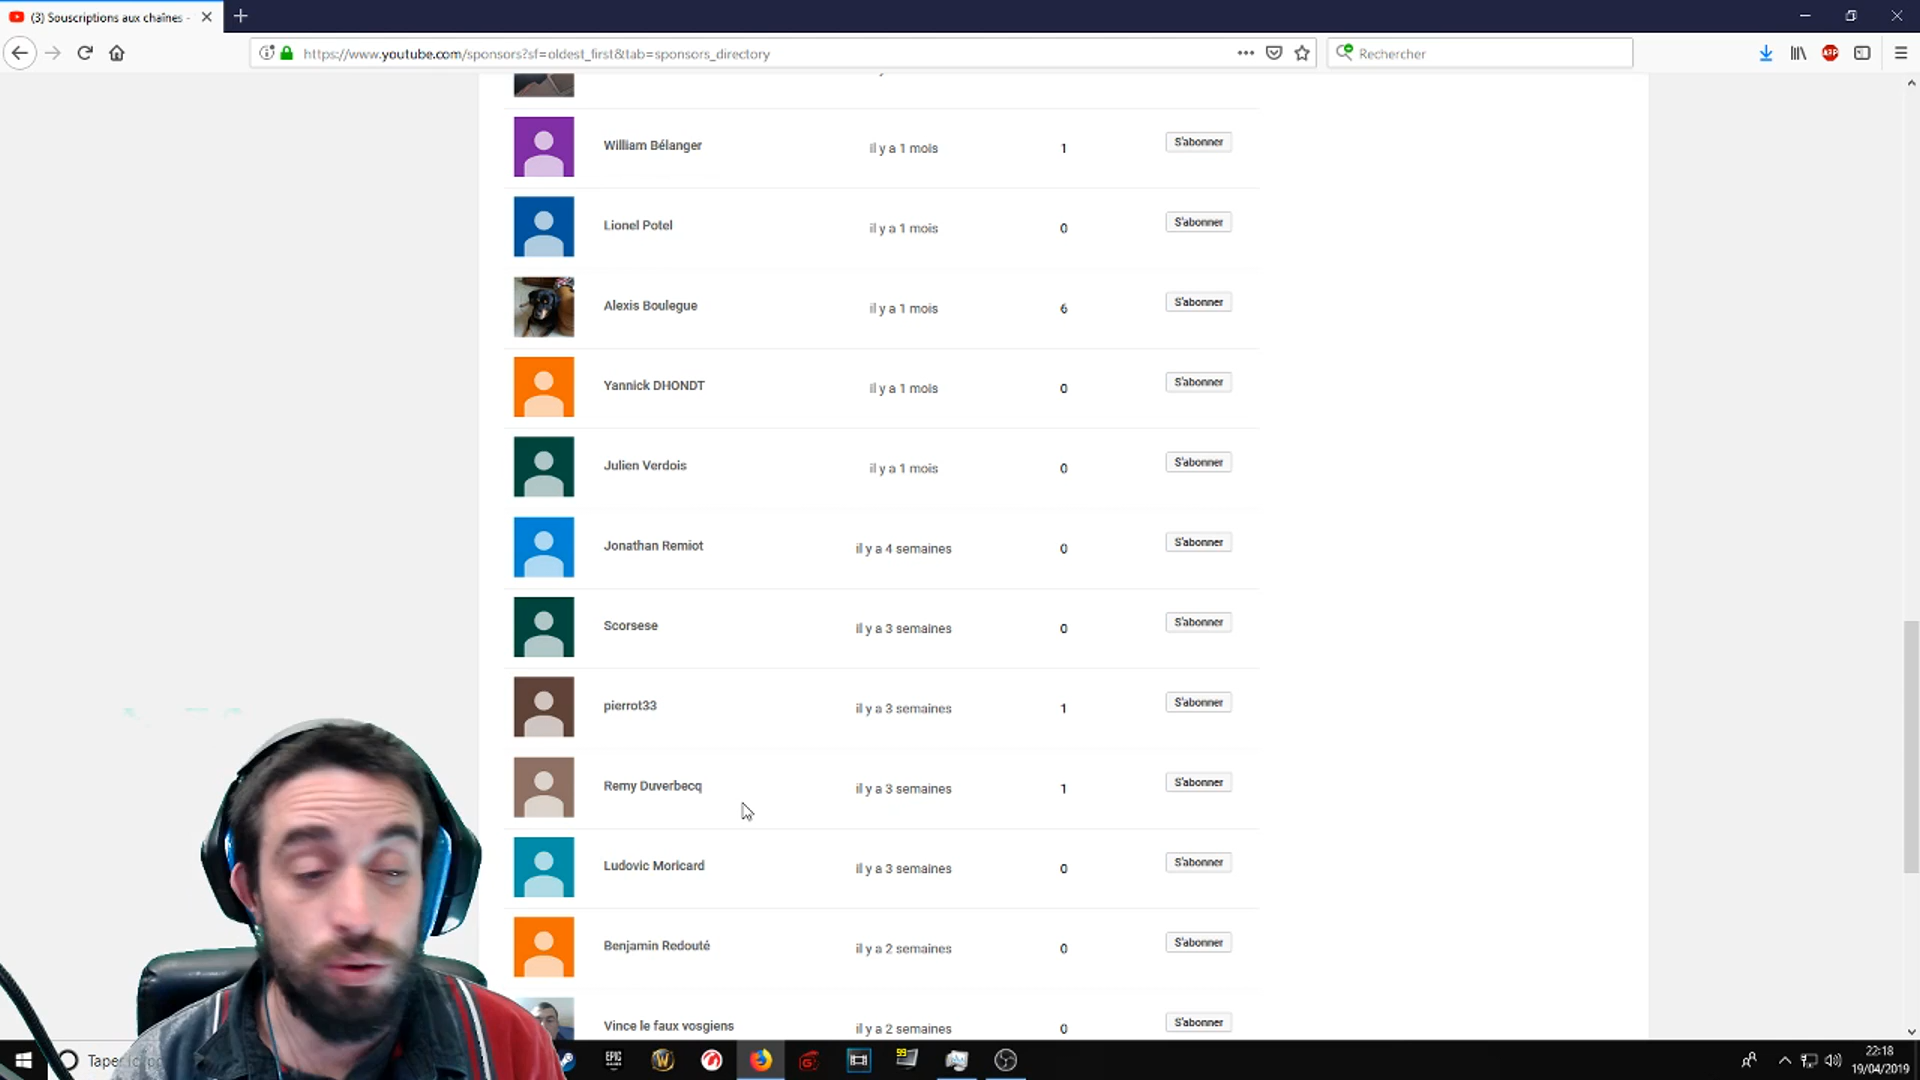 (3) Souscriptions aux chaînes -
https://www.youtube.com/sponsors?sf=oldest_first&tab=sponsors_directory
Rechercher
ABP
William Bélanger il y a 1 mois 1 S'abonner
Lionel Potel il y a 1 mois 0 S'abonner
Alexis Boulegue il y a 1 mois 6 S'abonner
Yannick DHONDT il y a 1 mois 0 S'abonner
Julien Verdois il y a 1 mois 0 S'abonner
Jonathan Remiot il y a 4 semaines 0 S'abonner
Scorsese il y a 3 semaines 0 S'abonner
pierrot33 il y a 3 semaines 1 S'abonner
Remy Duverbecq il y a 3 semaines 1 S'abonner
Ludovic Moricard il y a 3 semaines 0 S'abonner
Benjamin Redouté il y a 2 semaines 0 S'abonner
Vince le faux vosgiens il y a 2 semaines 0 S'abonner
Taper
EPIC
W
99
22:18
19/04/2019